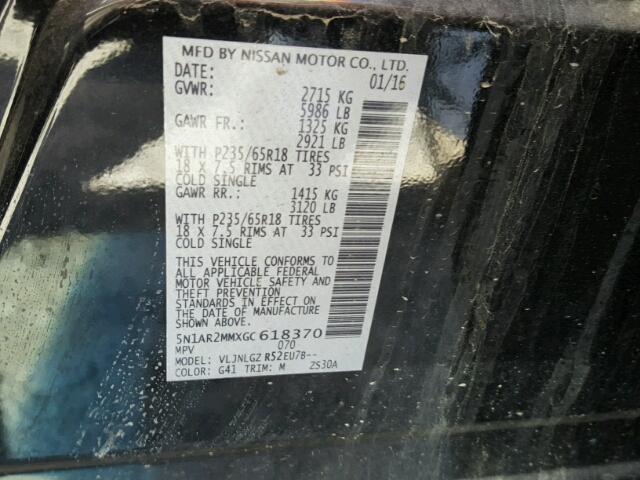 MFD BY NISSAN MOTOR CO., LTD.
DATE: 01/16
GVWR: 2715 KG
5986 LB
GAWR FR.: 1325 KG
2921 LB
WITH P235/65R18 TIRES
18 X 7.5 RIMS AT 33 PSI
COLD SINGLE
GAWR RR.: 1415 KG
3120 LB
WITH P235/65R18 TIRES
18 X 7.5 RIMS AT 33 PSI
COLD SINGLE
THIS VEHICLE CONFORMS TO
ALL APPLICABLE FEDERAL
MOTOR VEHICLE SAFETY AND
THEFT PREVENTION
STANDARDS IN EFFECT ON
THE DATE OF MANUFACTURE
SHOWN ABOVE.
5N1AR2MMXGC618370
MPV 070
MODEL: VLJNLGZ R52EU7B--
COLOR: G41 TRIM: M ZS30A